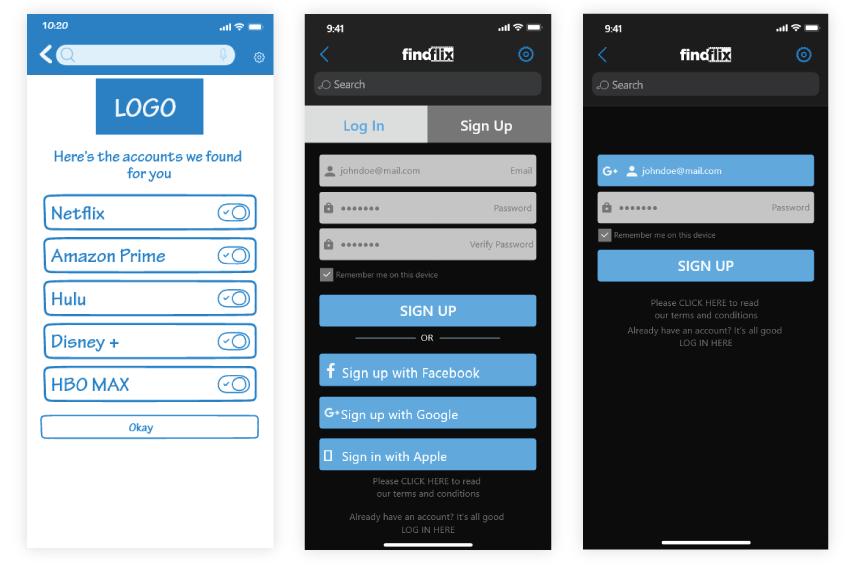 10:20
LOGO
Here's the accounts we found
for you
Netflix
Amazon Prime
Hulu
Disney +
HBO MAX
Okay
9:41
findflix
Search
Log In
Sign Up
johndoe@mail.com Email
••••••• Password
••••••• Verify Password
Remember me on this device
SIGN UP
OR
f Sign up with Facebook
G+ Sign up with Google
Sign in with Apple
Please CLICK HERE to read
our terms and conditions
Already have an account? It's all good
LOG IN HERE
9:41
findflix
Search
G+ johndoe@mail.com
••••••• Password
Remember me on this device
SIGN UP
Please CLICK HERE to read
our terms and conditions
Already have an account? It's all good
LOG IN HERE